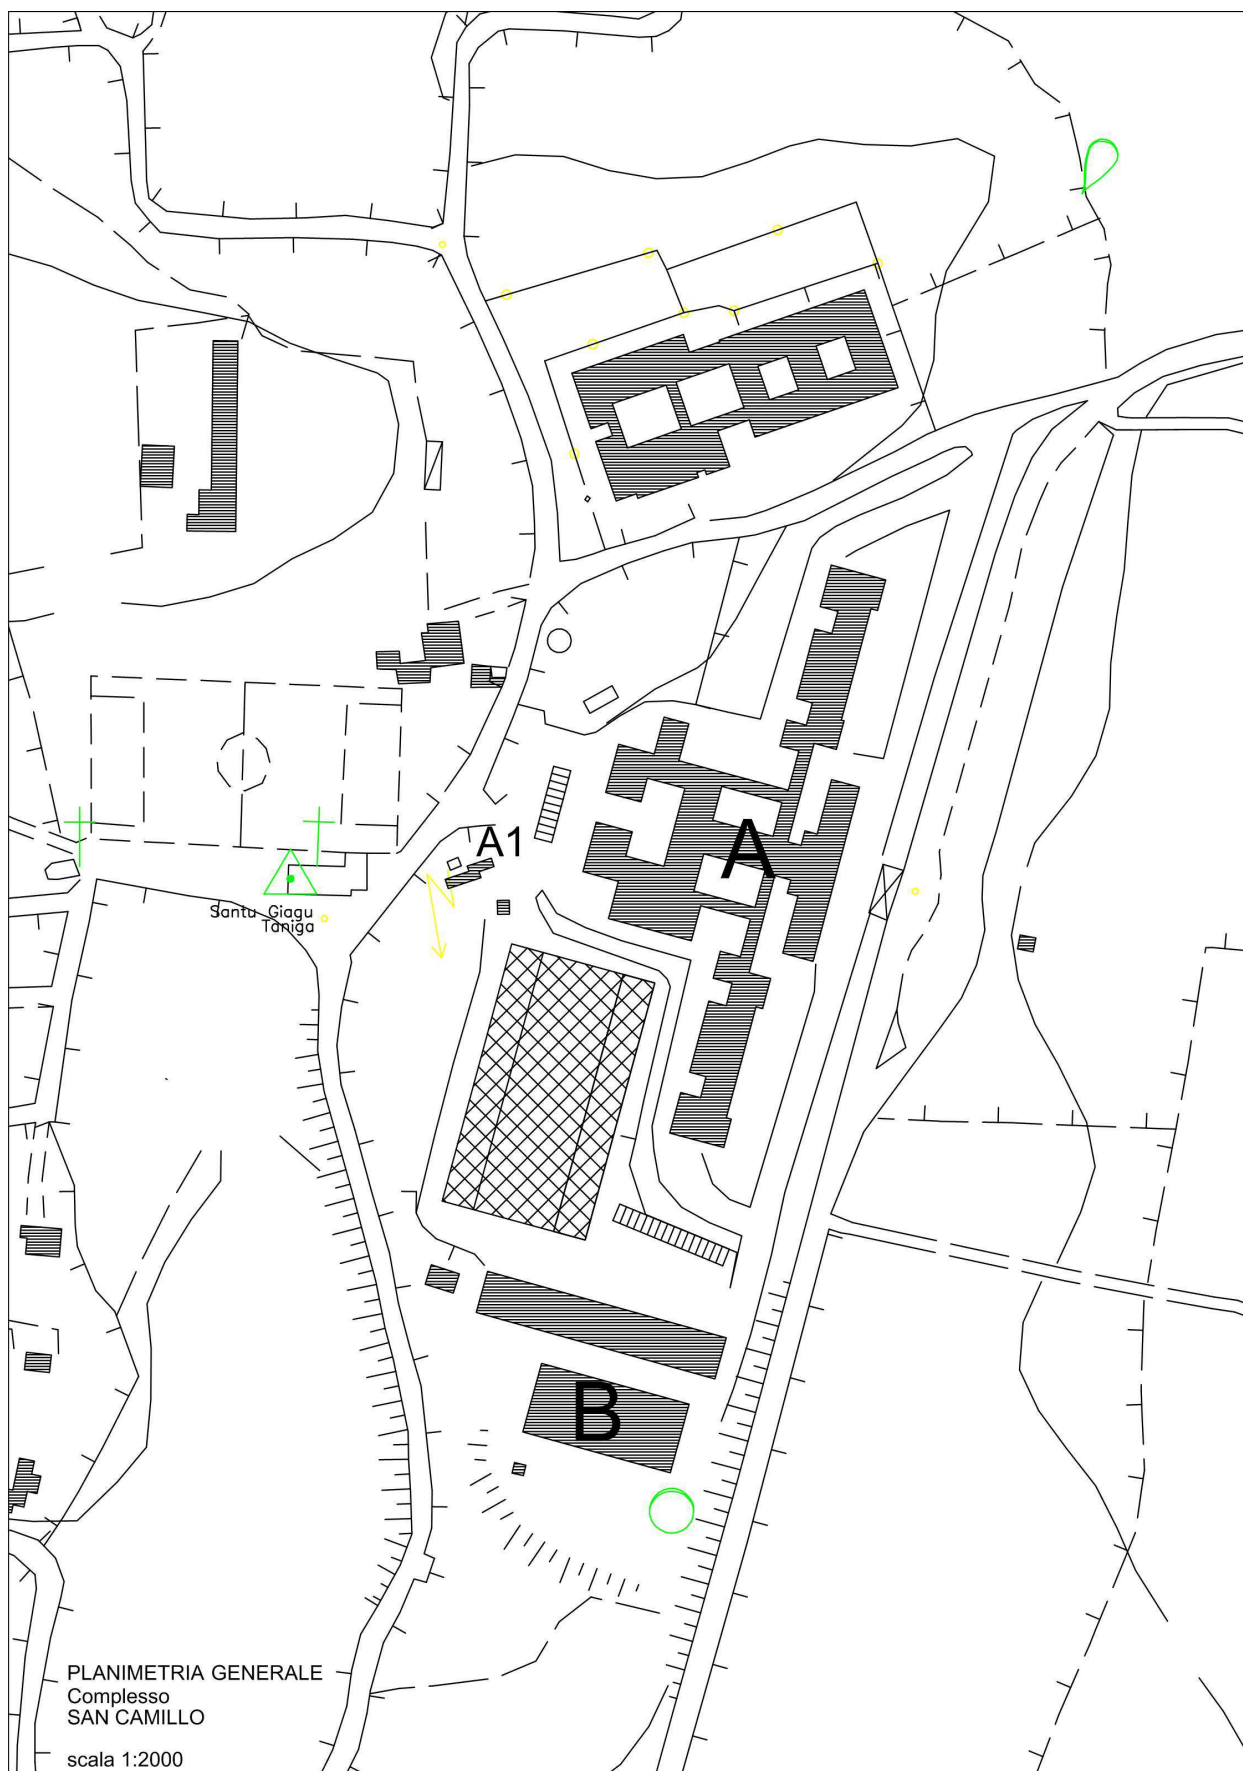 A1
A
Santu Giagu
Taniga
B
PLANIMETRIA GENERALE
Complesso
SAN CAMILLO
scala 1:2000